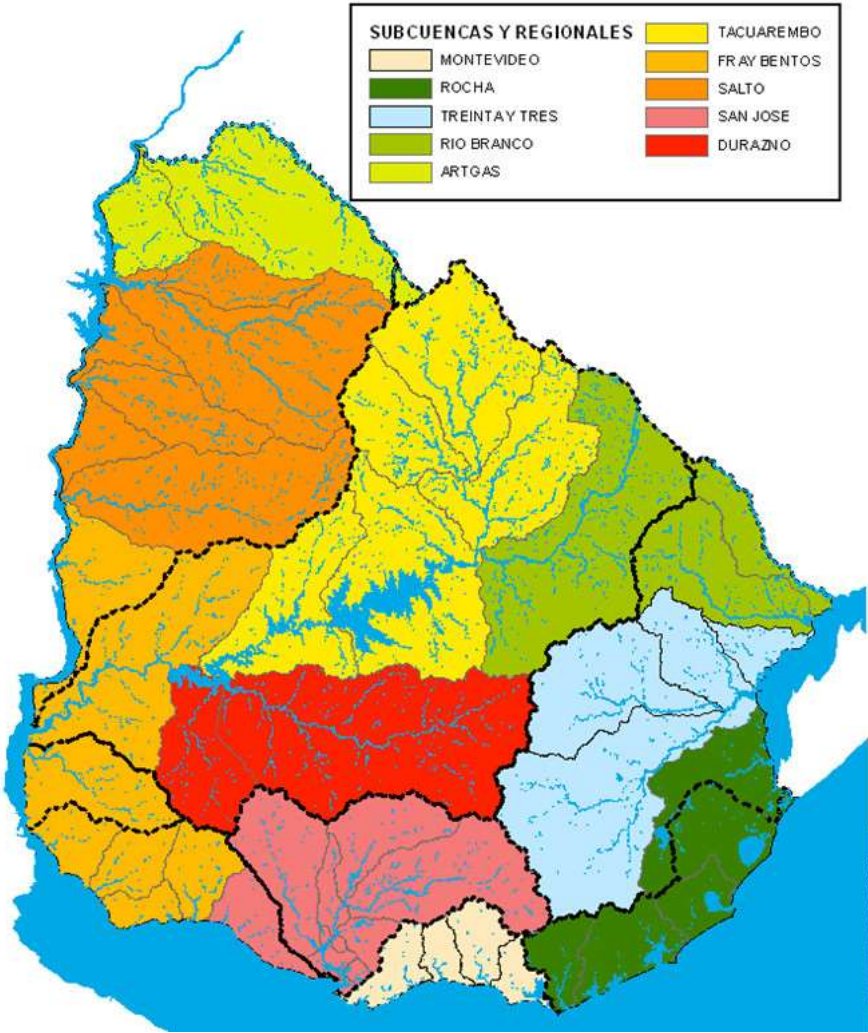 SUBCUENCAS Y REGIONALES
MONTEVIDEO
ROCHA
TREINTA Y TRES
RIO BRANCO
ARTGAS
TACUAREMBO
FRAY BENTOS
SALTO
SAN JOSE
DURAZNO